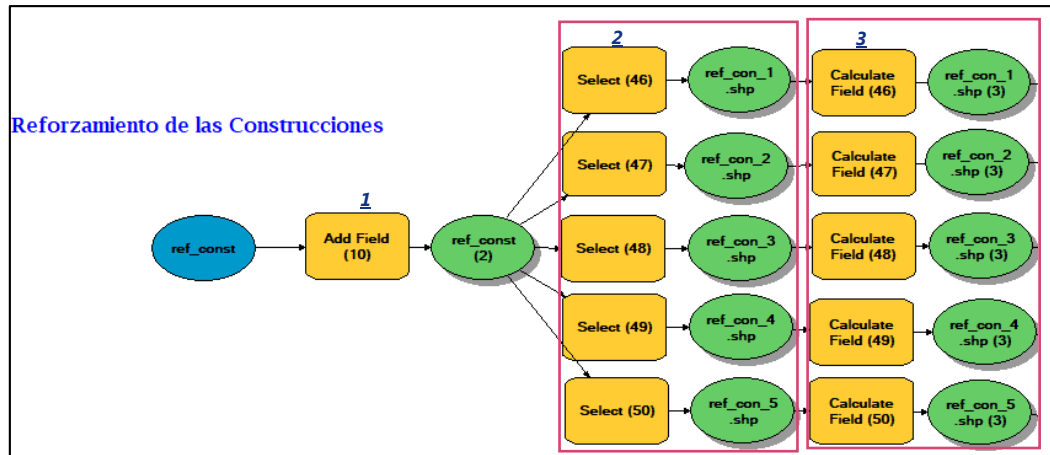 2
3
Select (46)
ref_con_1
.shp
Calculate
Field (46)
ref_con_1
.shp (3)
Reforzamiento de las Construcciones
Select (47)
ref_con_2
.shp
Calculate
Field (47)
ref_con_2
.shp (3)
1
ref_const
Add Field
(10)
ref_const
(2)
Select (48)
ref_con_3
.shp
Calculate
Field (48)
ref_con_3
.shp (3)
Select (49)
ref_con_4
.shp
Calculate
Field (49)
ref_con_4
.shp (3)
Select (50)
ref_con_5
.shp
Calculate
Field (50)
ref_con_5
.shp (3)